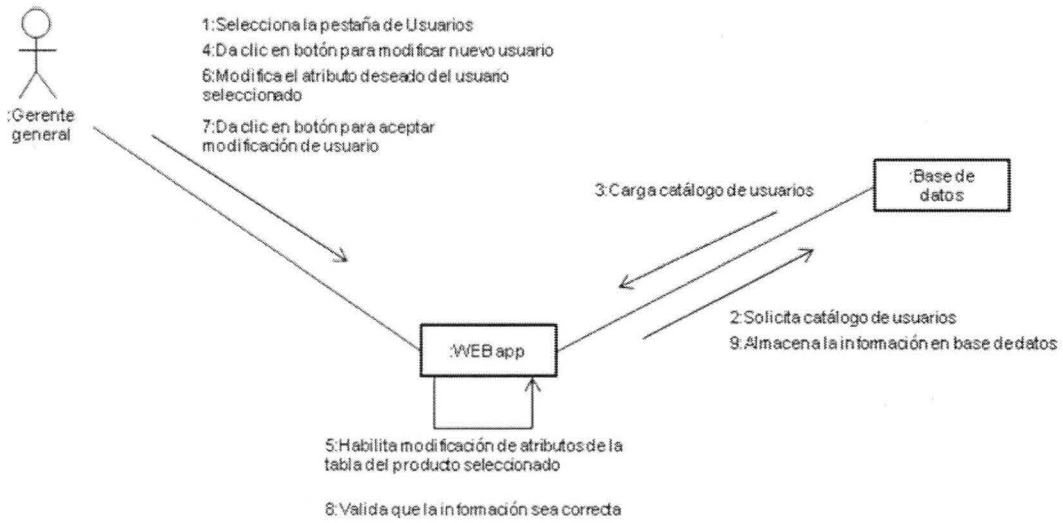 1:Selecciona la pestaña de Usuarios
4:Da clic en botón para modificar nuevo usuario
6:Modifica el atributo deseado del usuario
seleccionado
7:Da clic en botón para aceptar
modificación de usuario
:Gerente
general
3:Carga catálogo de usuarios
:Base de
datos
2:Solicita catálogo de usuarios
9:Almacena la información en base de datos
:WEB app
5:Habilita modificación de atributos de la
tabla del producto seleccionado
8:Valida que la información sea correcta